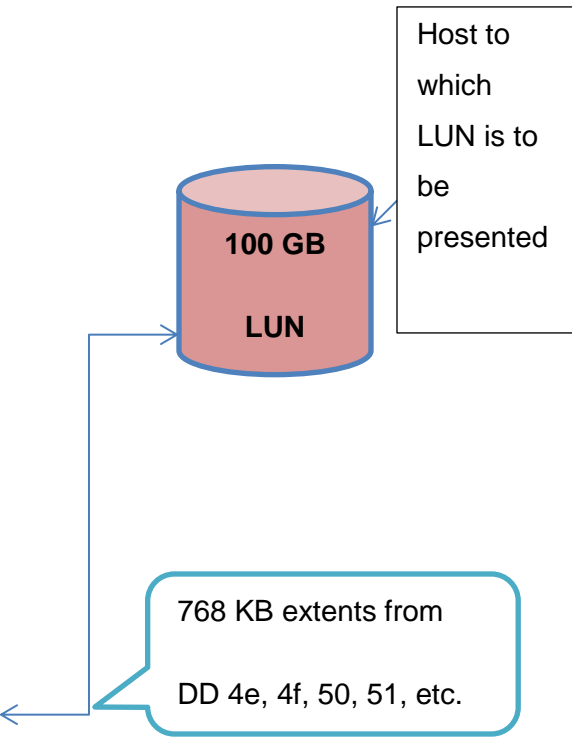 Host to
which
LUN is to
be
presented
100 GB
LUN
768 KB extents from
DD 4e, 4f, 50, 51, etc.